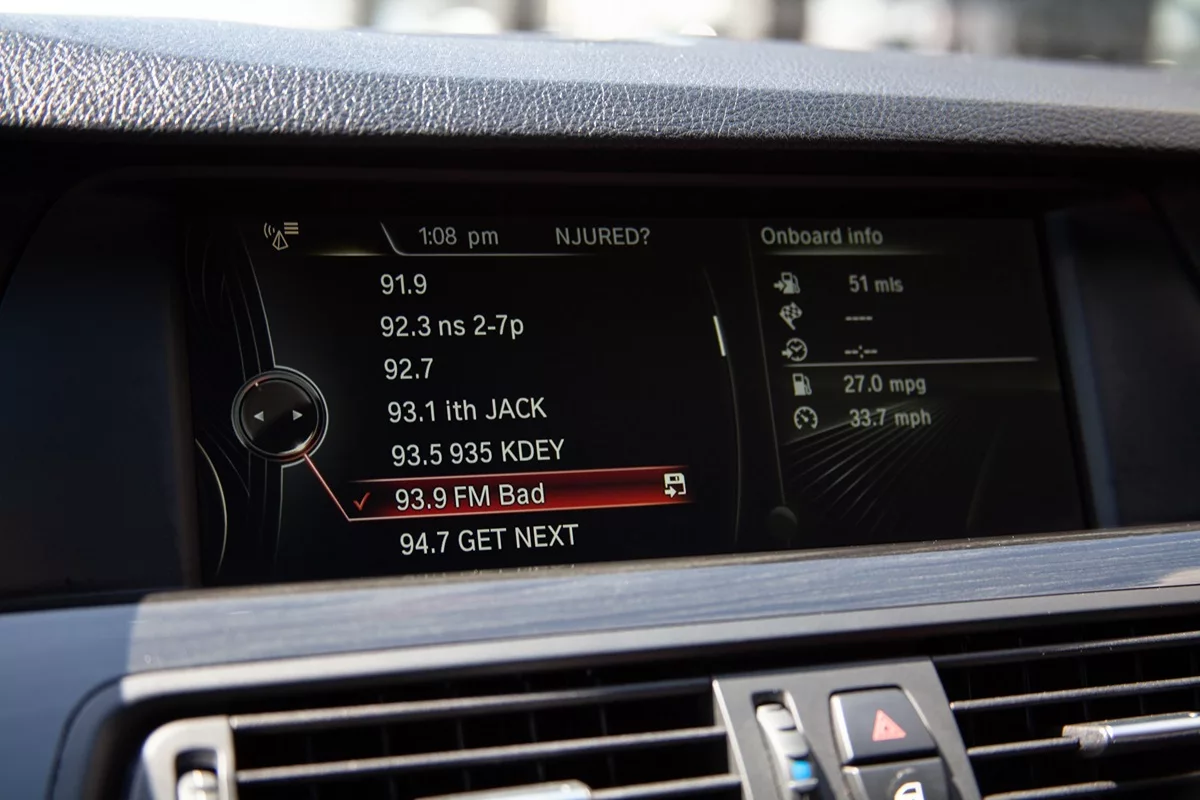 1:08 pm NJURED?
91.9
92.3 ns 2-7p
92.7
93.1 ith JACK
93.5 935 KDEY
93.9 FM Bad
94.7 GET NEXT
Onboard info
51 mls
----
--:--
27.0 mpg
33.7 mph